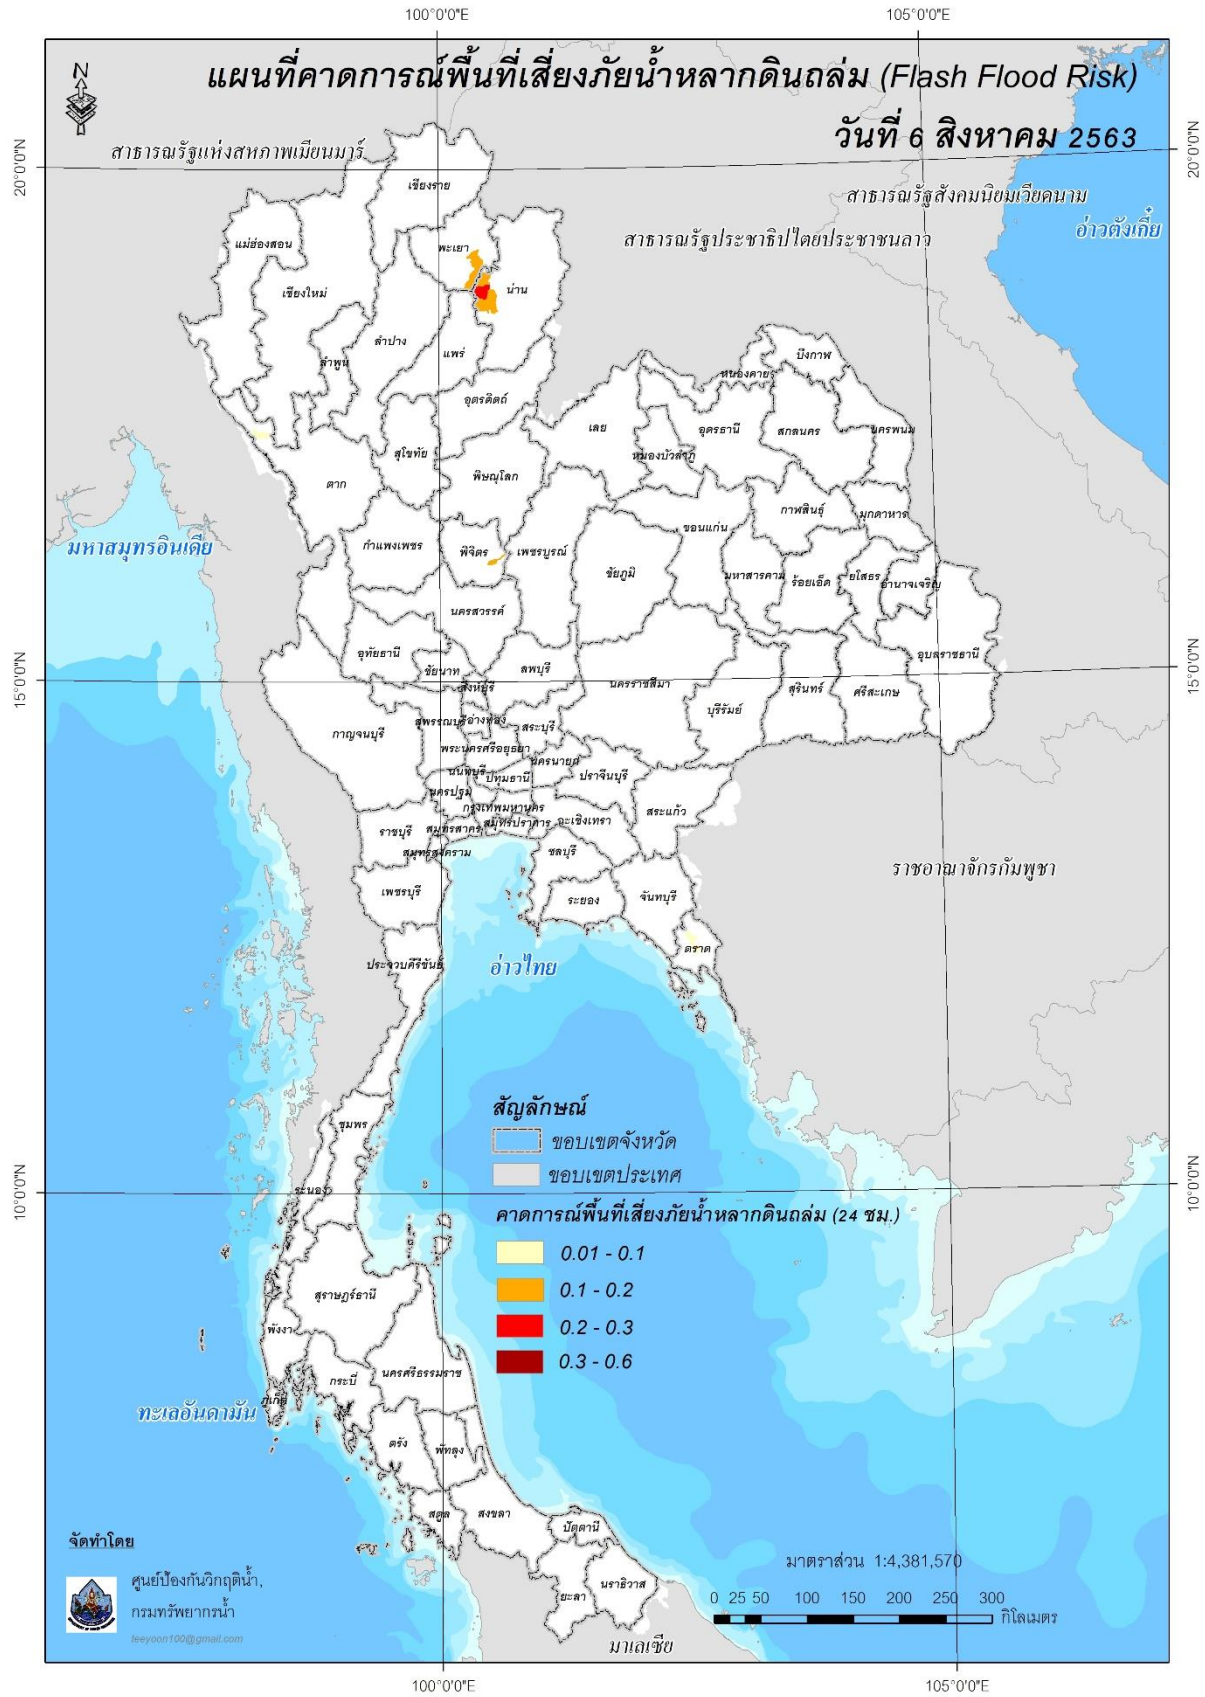 100°0'0"E 105°0'0"E
แผนที่คาดการณ์พื้นที่เสี่ยงภัยน้ำหลากดินถล่ม (Flash Flood Risk)
วันที่ 6 สิงหาคม 2563
N
20°0'0"N 20°0'0"N
สาธารณรัฐแห่งสหภาพเมียนมาร์
เชียงราย
สาธารณรัฐสังคมนิยมเวียดนาม
อ่าวตังเกี๋ย
สาธารณรัฐประชาธิปไตยประชาชนลาว
แม่ฮ่องสอน
พะเยา
เชียงใหม่
น่าน
ลำปาง
แพร่
ลำพูน
บึงกาฬ
หนองคาย
อุตรดิตถ์
เลย
อุดรธานี
สกลนคร
นครพนม
สุโขทัย
หนองบัวลำภู
ตาก
พิษณุโลก
กาฬสินธุ์
มุกดาหาร
ขอนแก่น
มหาสมุทรอินเดีย
กำแพงเพชร
พิจิตร
เพชรบูรณ์
ชัยภูมิ
มหาสารคาม
ร้อยเอ็ด
ยโสธร
อำนาจเจริญ
นครสวรรค์
อุทัยธานี
ชัยนาท
ลพบุรี
อุบลราชธานี
15°0'0"N 15°0'0"N
สิงห์บุรี
นครราชสีมา
สุรินทร์
ศรีสะเกษ
บุรีรัมย์
กาญจนบุรี
สุพรรณบุรี
อ่างทอง
สระบุรี
พระนครศรีอยุธยา
นครนายก
นนทบุรี
ปทุมธานี
ปราจีนบุรี
นครปฐม
กรุงเทพมหานคร
สระแก้ว
ราชบุรี
สมุทรสาคร
สมุทรปราการ
ฉะเชิงเทรา
สมุทรสงคราม
ชลบุรี
ราชอาณาจักรกัมพูชา
เพชรบุรี
ระยอง
จันทบุรี
ตราด
ประจวบคีรีขันธ์
อ่าวไทย
สัญลักษณ์
ขอบเขตจังหวัด
ขอบเขตประเทศ
ชุมพร
ระนอง
10°0'0"N 10°0'0"N
คาดการณ์พื้นที่เสี่ยงภัยน้ำหลากดินถล่ม (24 ชม.)
0.01 - 0.1
0.1 - 0.2
0.2 - 0.3
0.3 - 0.6
สุราษฎร์ธานี
พังงา
นครศรีธรรมราช
กระบี่
ภูเก็ต
ทะเลอันดามัน
ตรัง
พัทลุง
สตูล
สงขลา
ปัตตานี
ยะลา
นราธิวาส
มาเลเซีย
จัดทำโดย
ศูนย์ป้องกันวิกฤติน้ำ,
กรมทรัพยากรน้ำ
teeyoon100@gmail.com
มาตราส่วน 1:4,381,570
0 25 50 100 150 200 250 300
กิโลเมตร
100°0'0"E 105°0'0"E